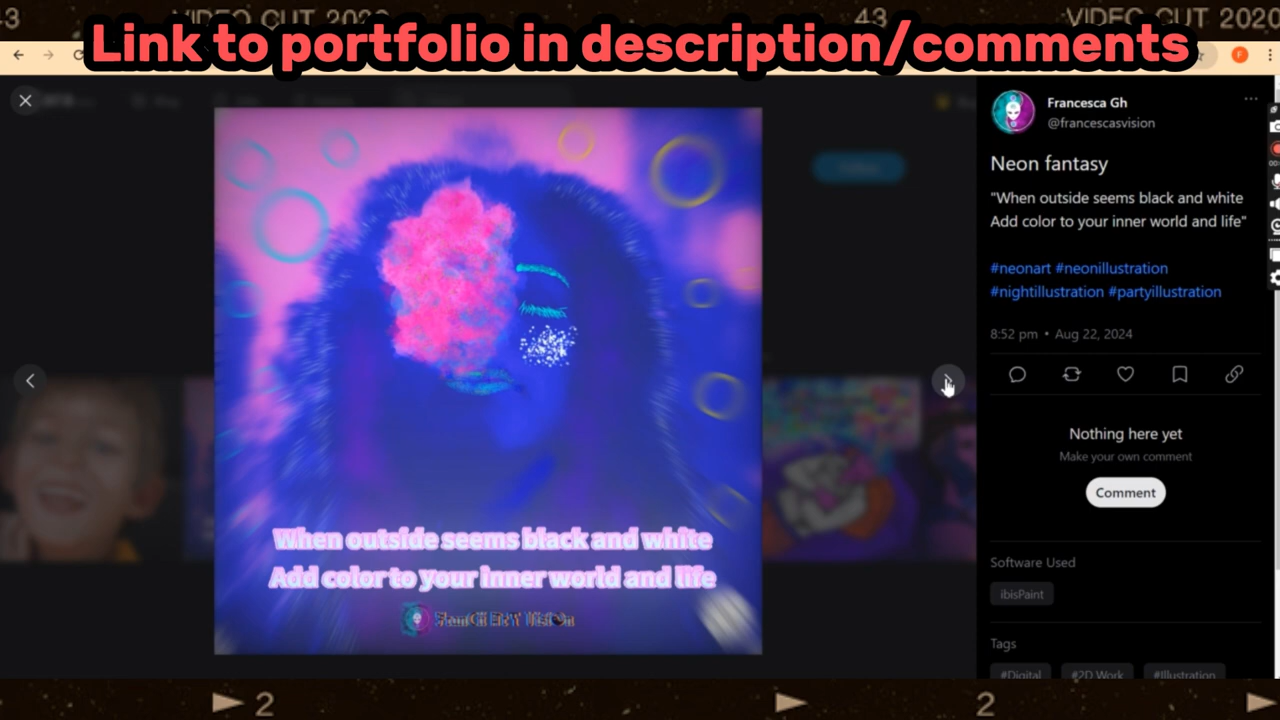 43
VIDEO CUT 2020
43
VIDEO CUT 2020
Link to portfolio in description/comments
Francesca Gh
@francescasvision
Neon fantasy
"When outside seems black and white
Add color to your inner world and life"
#neonart #neonillustration
#nightillustration #partyillustration
8:52 pm • Aug 22, 2024
Nothing here yet
Make your own comment
Comment
Software Used
ibisPaint
Tags
#Digital
#2D Work
#Illustration
When outside seems black and white
Add color to your inner world and life
2
2